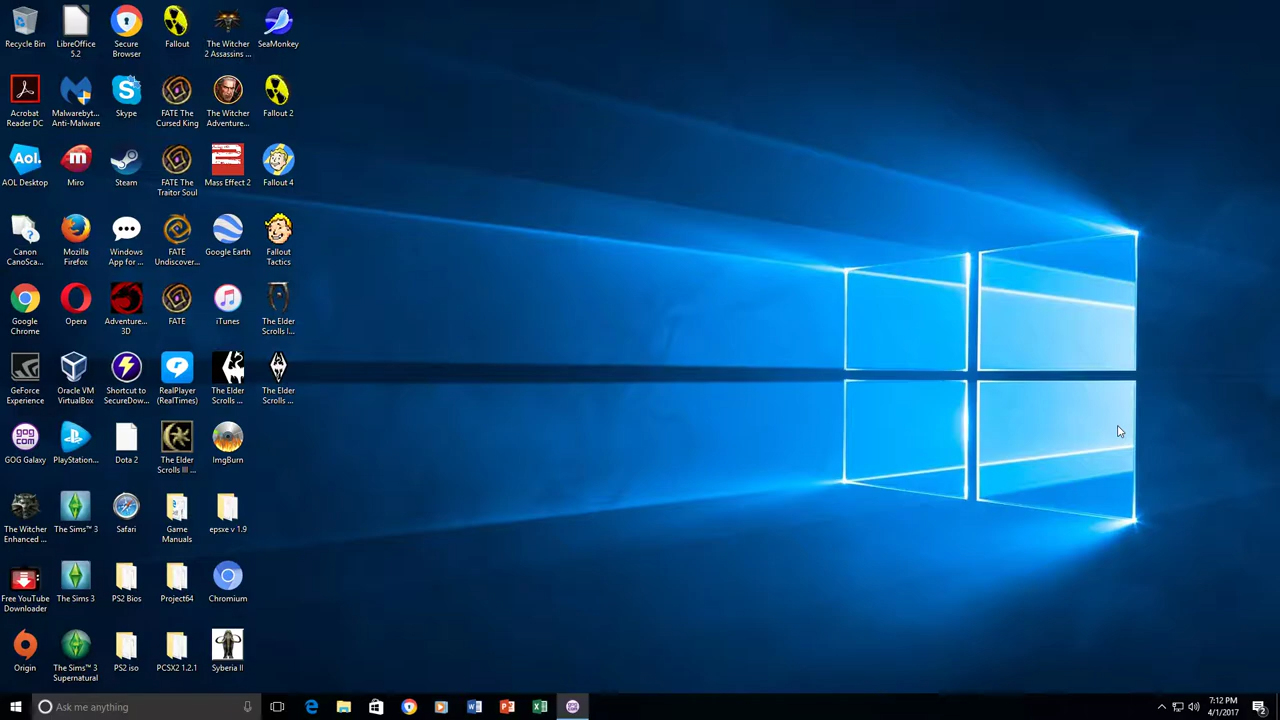 Recycle Bin
LibreOffice
5.2
Secure
Browser
Fallout
The Witcher
2 Assassins ...
SeaMonkey
Acrobat
Reader DC
Malwarebyt...
Anti-Malware
Skype
FATE The
Cursed King
The Witcher
Adventure...
Fallout 2
Aol.
AOL Desktop
Miro
Steam
FATE The
Traitor Soul
Mass Effect 2
Fallout 4
Canon
CanoSca...
Mozilla
Firefox
Windows
App for ...
FATE
Undiscover...
Google Earth
Fallout
Tactics
Google
Chrome
Opera
Adventure...
3D
FATE
iTunes
The Elder
Scrolls I...
GeForce
Experience
Oracle VM
VirtualBox
Shortcut to
SecureDow...
RealPlayer
(RealTimes)
The Elder
Scrolls ...
The Elder
Scrolls ...
GOG
COM
GOG Galaxy
PlayStation...
Dota 2
The Elder
Scrolls III ...
ImgBurn
The Witcher
Enhanced ...
The Sims™ 3
Safari
Game
Manuals
epsxe v 1.9
Free YouTube
Downloader
The Sims 3
PS2 Bios
Project64
Chromium
Origin
The Sims™ 3
Supernatural
PS2 iso
PCSX2 1.2.1
Syberia II
Ask me anything
7:12 PM
4/1/2017
2